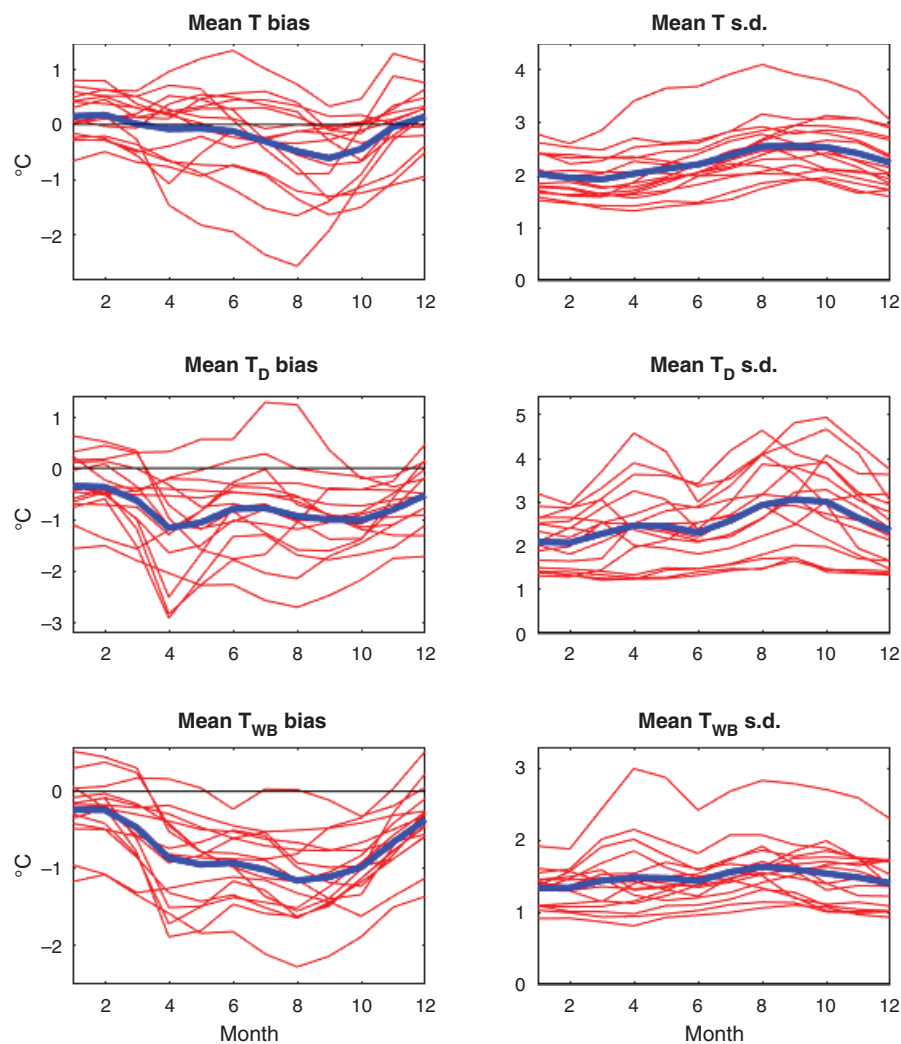 Mean T bias
Mean T s.d.
°C
1
0
−1
−2
2 4 6 8 10 12
4
3
2
1
0
2 4 6 8 10 12
Mean T_D bias
Mean T_D s.d.
°C
1
0
−1
−2
−3
2 4 6 8 10 12
5
4
3
2
1
0
2 4 6 8 10 12
Mean T_WB bias
Mean T_WB s.d.
°C
0
−1
−2
2 4 6 8 10 12
Month
3
2
1
0
2 4 6 8 10 12
Month